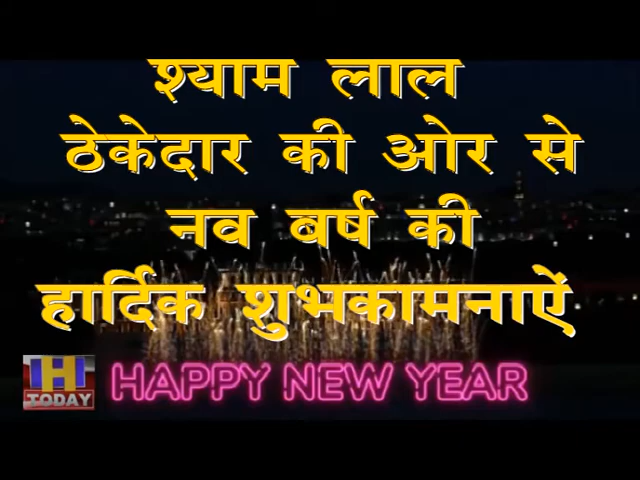 श्याम लाल
ठेकेदार की ओर से
नव बर्ष की
हार्दिक शुभकामनाऐं
H
TODAY
HAPPY NEW YEAR